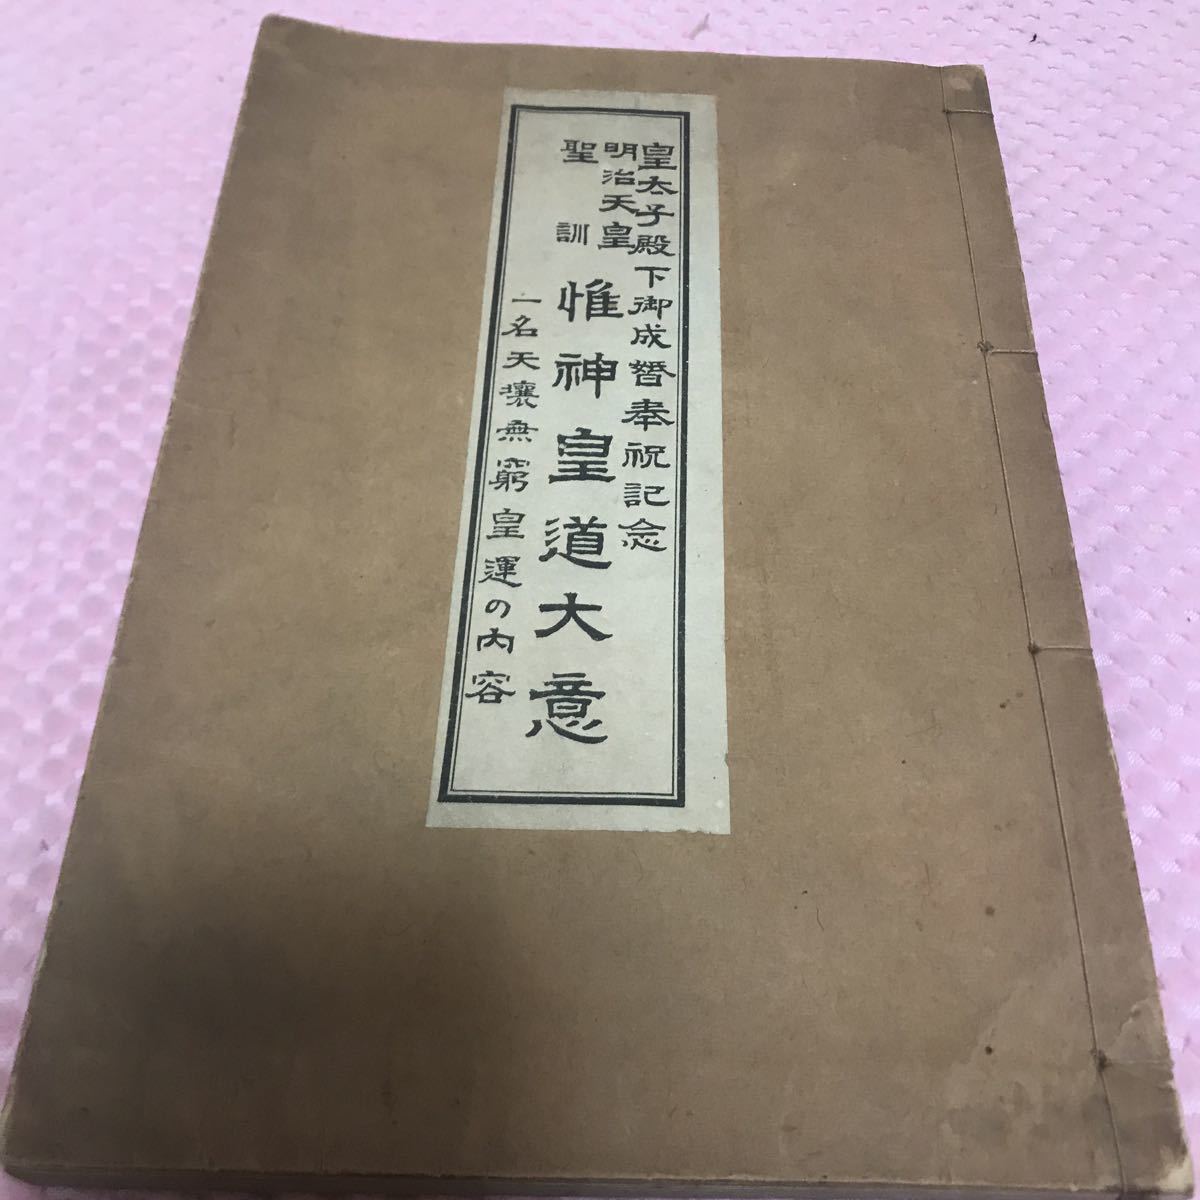 皇太子殿下御成婚奉祝記念
明治天皇
聖訓
惟神皇道大意
一名天壤無窮皇運の内容